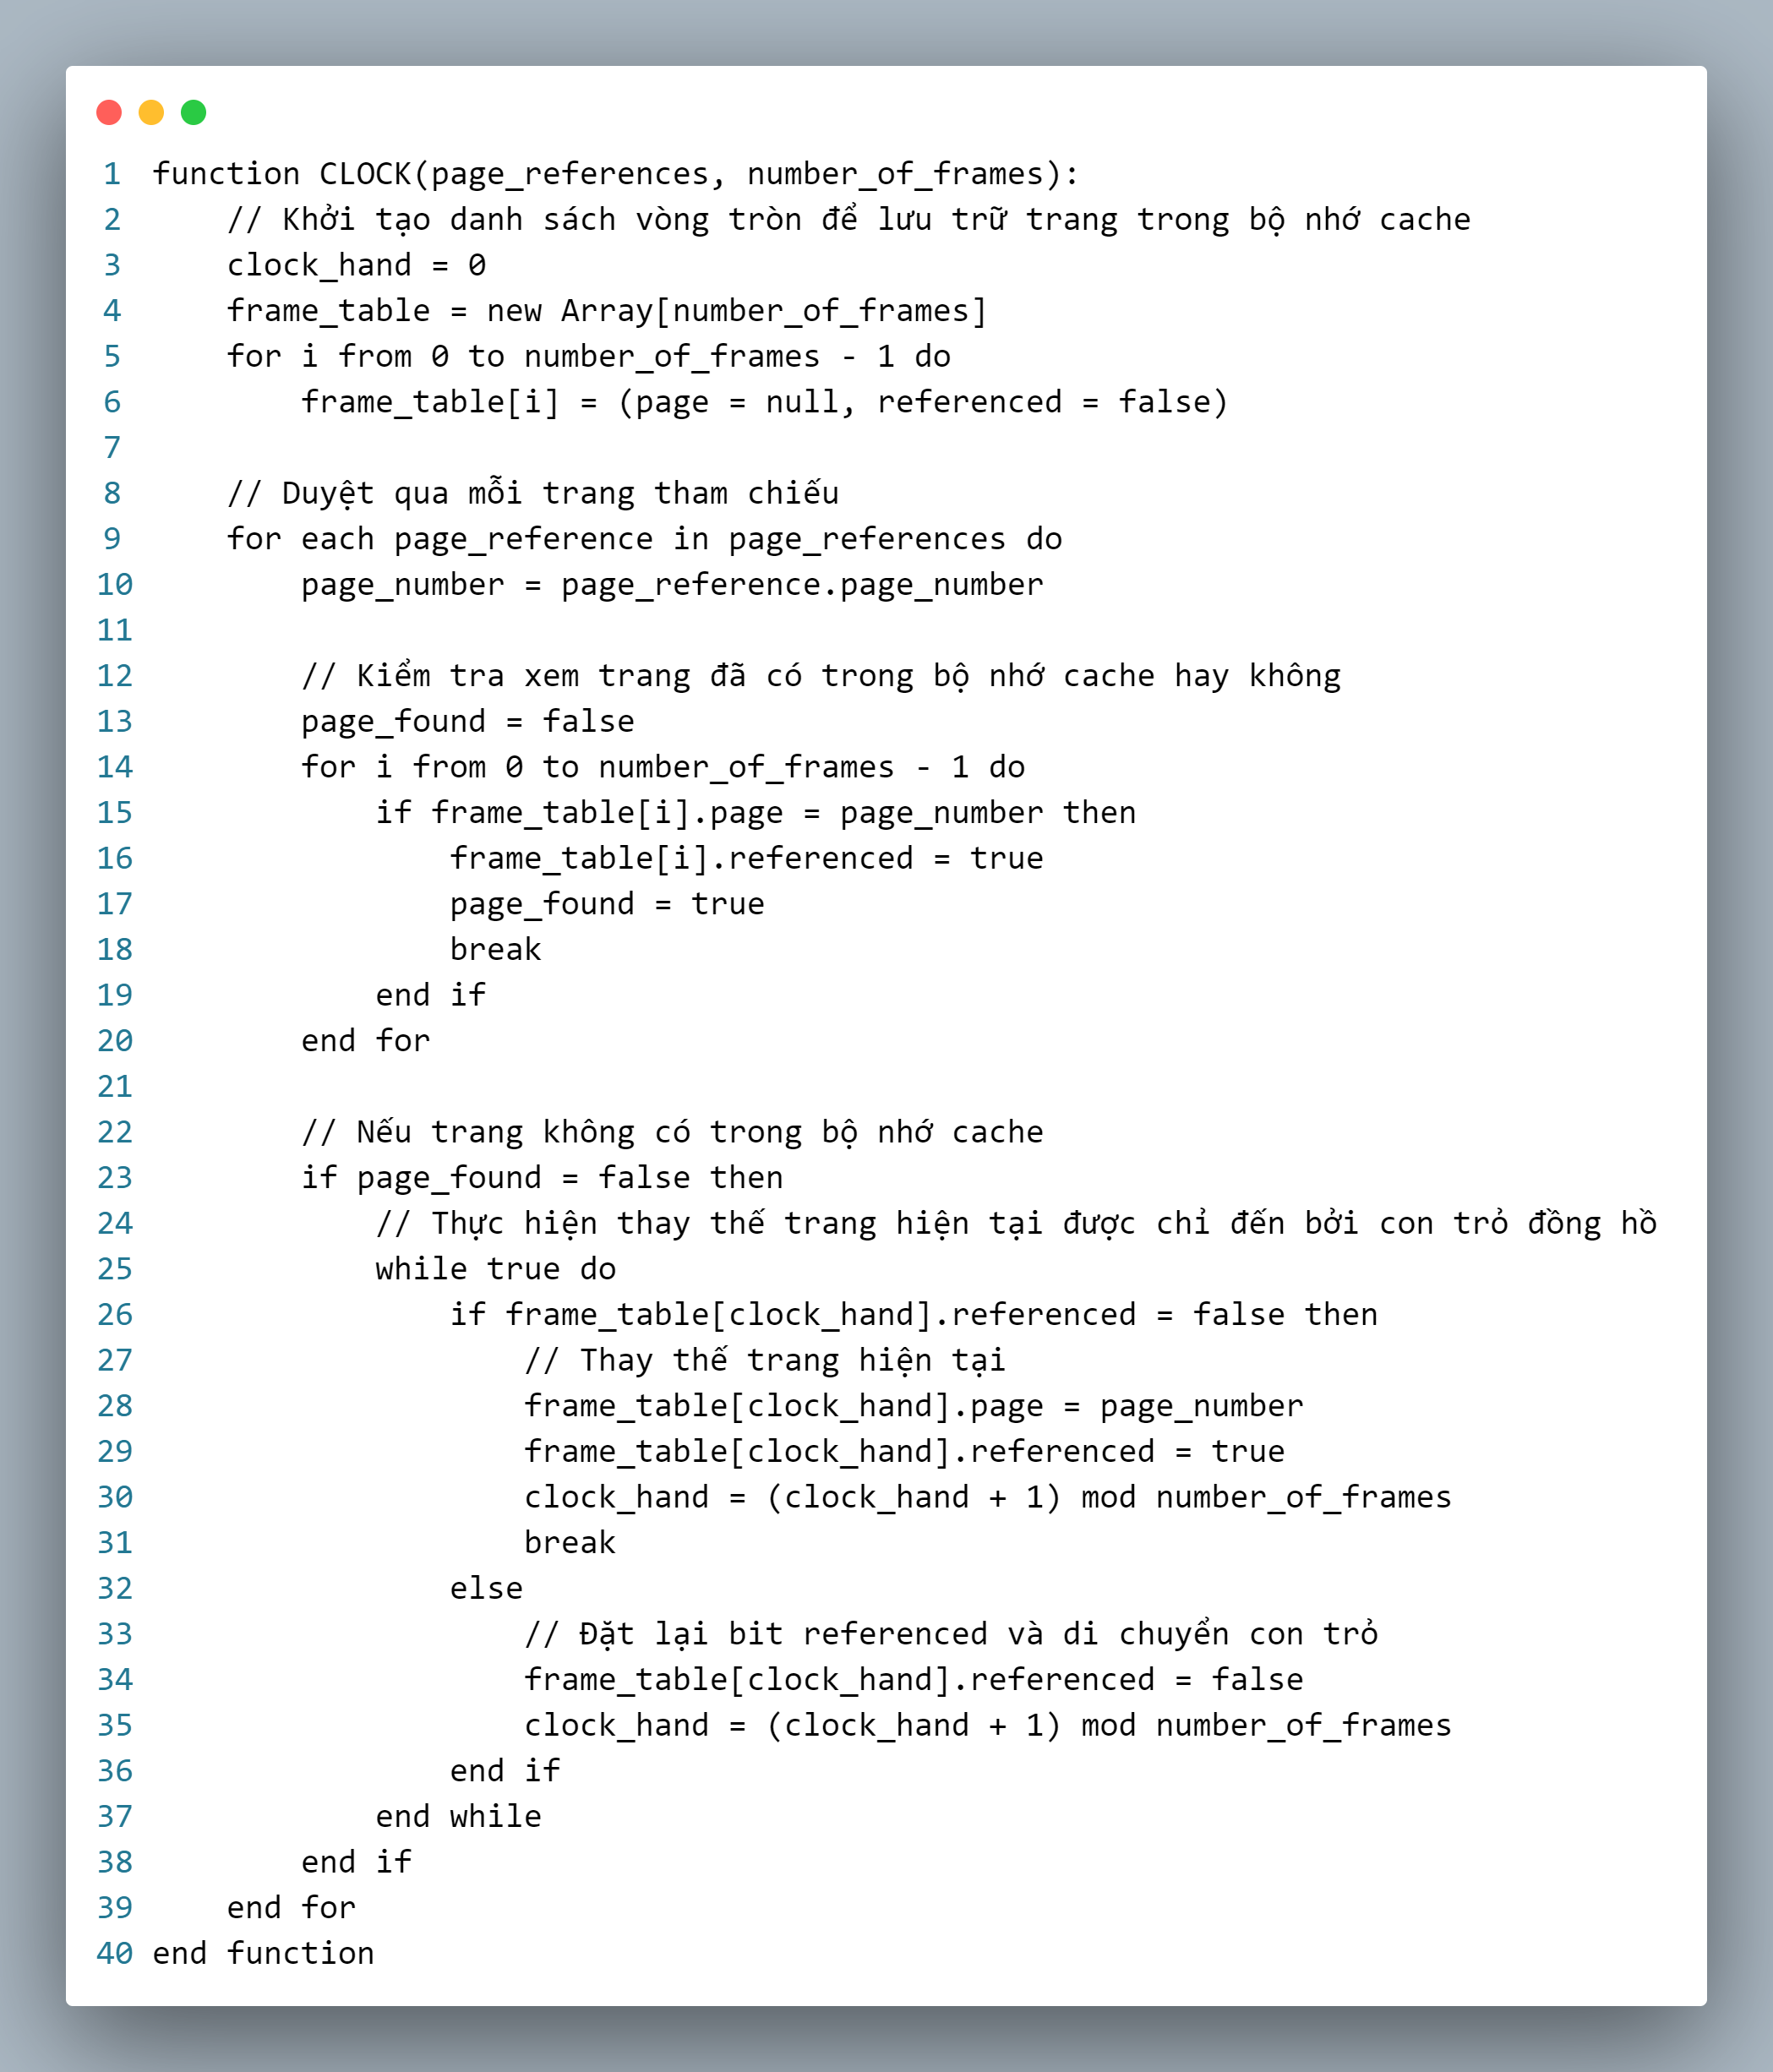 1 function CLOCK(page_references, number_of_frames):
2     // Khởi tạo danh sách vòng tròn để lưu trữ trang trong bộ nhớ cache
3     clock_hand = 0
4     frame_table = new Array[number_of_frames]
5     for i from 0 to number_of_frames - 1 do
6         frame_table[i] = (page = null, referenced = false)
7
8     // Duyệt qua mỗi trang tham chiếu
9     for each page_reference in page_references do
10         page_number = page_reference.page_number
11
12         // Kiểm tra xem trang đã có trong bộ nhớ cache hay không
13         page_found = false
14         for i from 0 to number_of_frames - 1 do
15             if frame_table[i].page = page_number then
16                 frame_table[i].referenced = true
17                 page_found = true
18                 break
19             end if
20         end for
21
22         // Nếu trang không có trong bộ nhớ cache
23         if page_found = false then
24             // Thực hiện thay thế trang hiện tại được chỉ đến bởi con trỏ đồng hồ
25             while true do
26                 if frame_table[clock_hand].referenced = false then
27                     // Thay thế trang hiện tại
28                     frame_table[clock_hand].page = page_number
29                     frame_table[clock_hand].referenced = true
30                     clock_hand = (clock_hand + 1) mod number_of_frames
31                     break
32                 else
33                     // Đặt lại bit referenced và di chuyển con trỏ
34                     frame_table[clock_hand].referenced = false
35                     clock_hand = (clock_hand + 1) mod number_of_frames
36                 end if
37             end while
38         end if
39     end for
40 end function